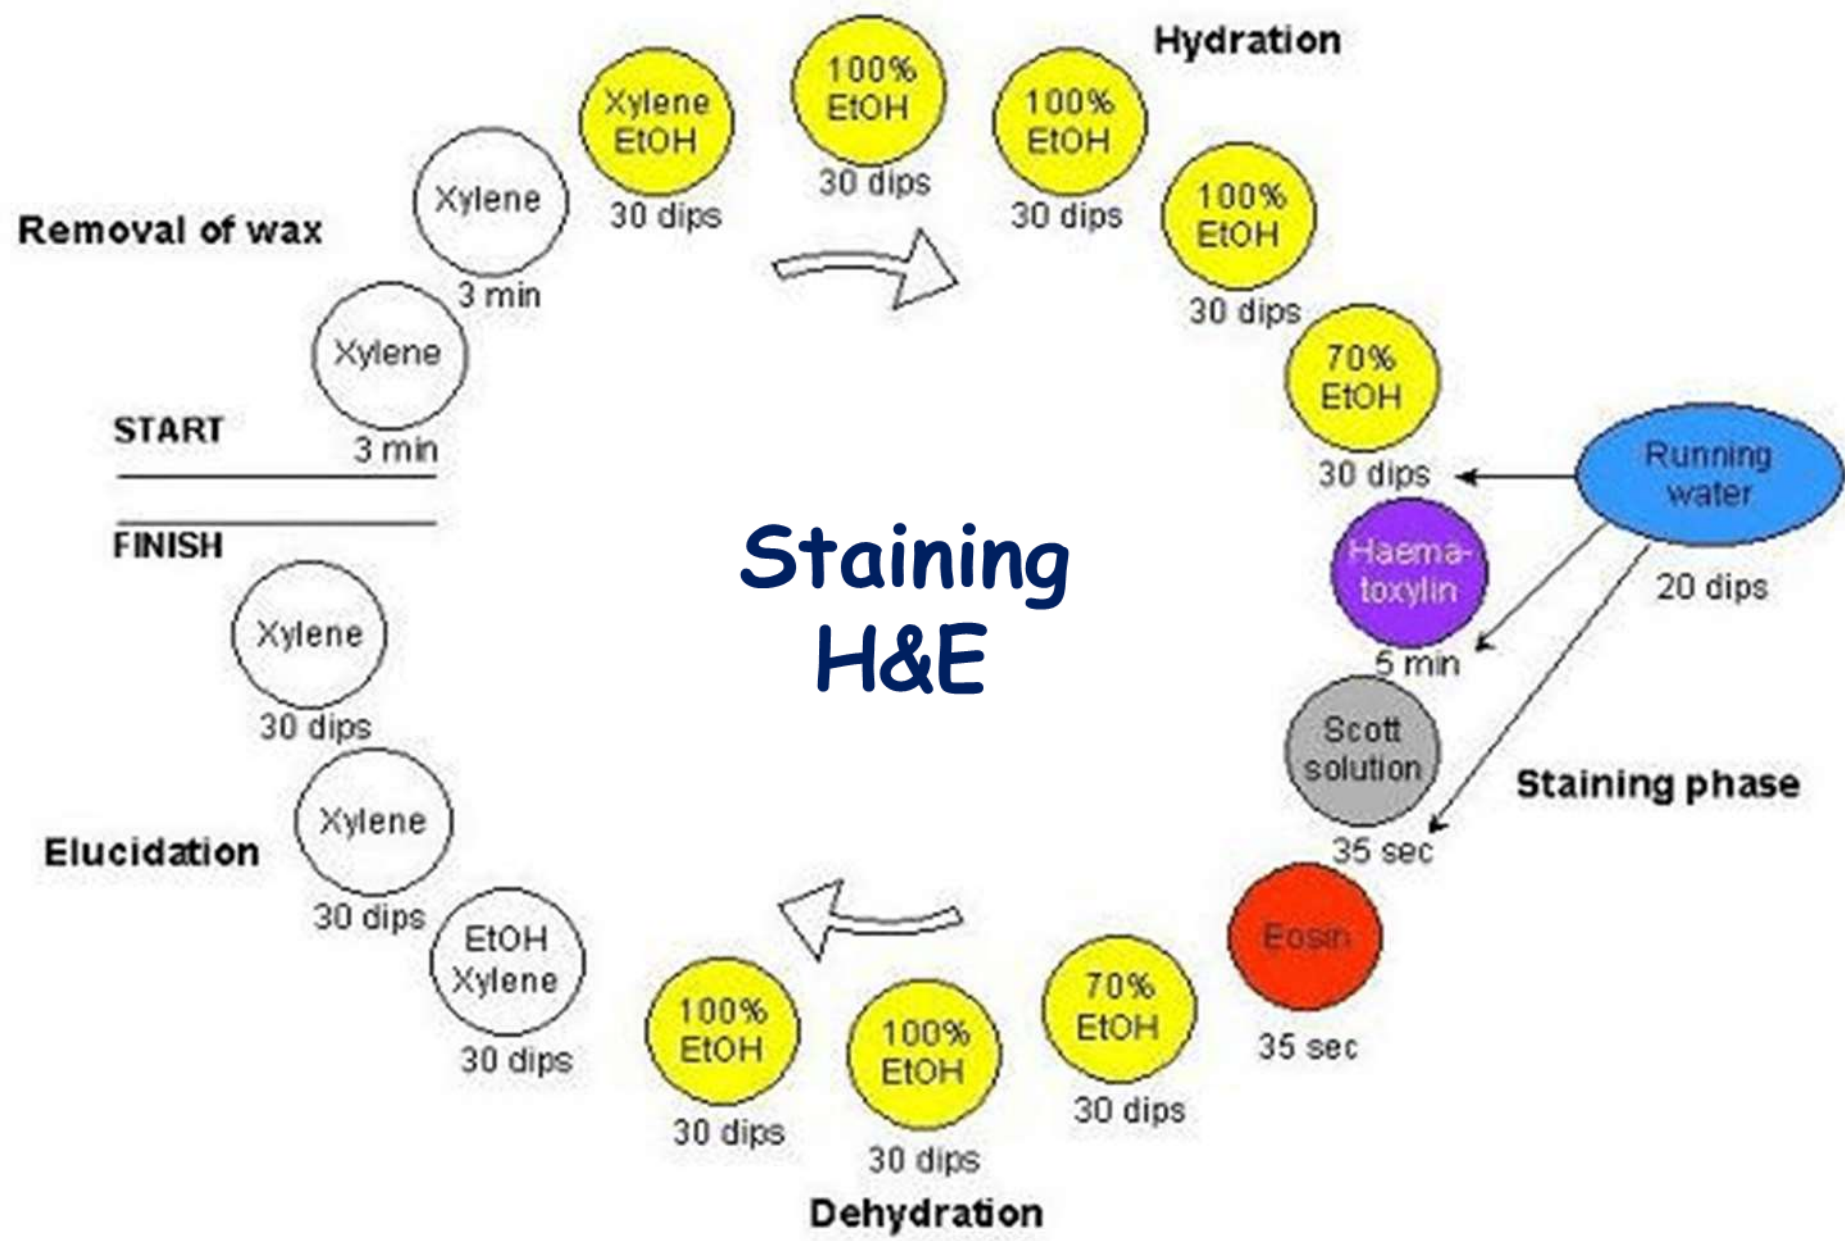 Hydration
100%
EtOH
30 dips
Xylene
EtOH
30 dips
100%
EtOH
30 dips
100%
EtOH
30 dips
Xylene
3 min
Removal of wax
Xylene
3 min
START
FINISH
70%
EtOH
30 dips
Running
water
20 dips
Haema-
toxylin
5 min
Staining
H&E
Scott
solution
35 sec
Staining phase
Eosin
35 sec
70%
EtOH
30 dips
100%
EtOH
30 dips
100%
EtOH
30 dips
Dehydration
EtOH
Xylene
30 dips
Xylene
30 dips
Elucidation
Xylene
30 dips